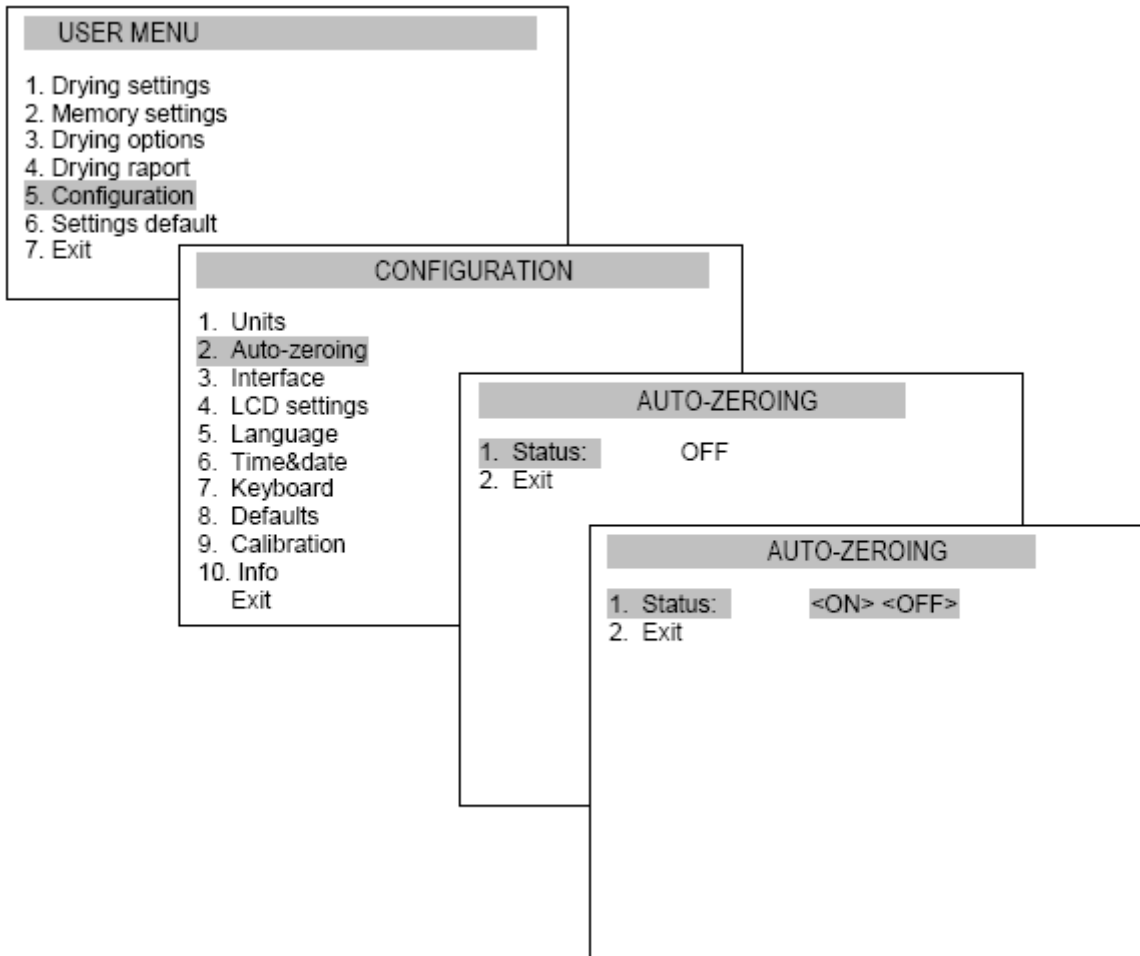 USER MENU
1. Drying settings
2. Memory settings
3. Drying options
4. Drying raport
5. Configuration
6. Settings default
7. Exit
CONFIGURATION
1. Units
2. Auto-zeroing
3. Interface
4. LCD settings
5. Language
6. Time&date
7. Keyboard
8. Defaults
9. Calibration
10. Info
Exit
AUTO-ZEROING
1. Status: OFF
2. Exit
AUTO-ZEROING
1. Status: <ON> <OFF>
2. Exit